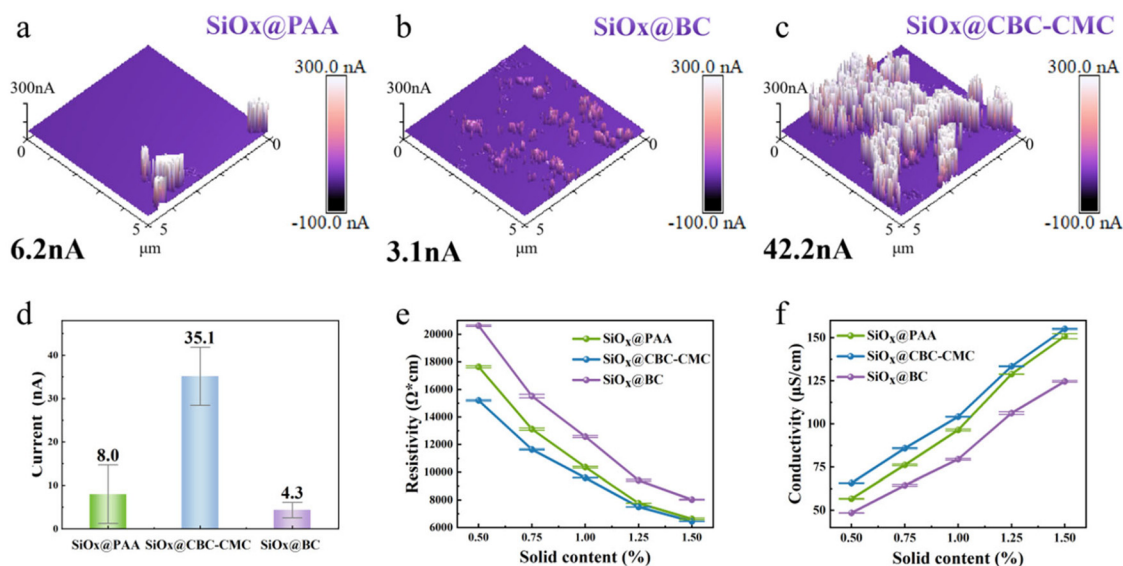 a
SiOx@PAA
300nA
300.0 nA
-100.0 nA
0
0
5
5
μm
6.2nA
b
SiOx@BC
300nA
300.0 nA
-100.0 nA
0
0
5
5
μm
3.1nA
c
SiOx@CBC-CMC
300nA
300.0 nA
-100.0 nA
0
0
5
5
μm
42.2nA
d
Current (nA)
40
30
20
10
0
8.0
35.1
4.3
SiOx@PAA
SiOx@CBC-CMC
SiOx@BC
e
Resistivity (Ω*cm)
20000
18000
16000
14000
12000
10000
8000
6000
SiOx@PAA
SiOx@CBC-CMC
SiOx@BC
0.50 0.75 1.00 1.25 1.50
Solid content (%)
f
Conductivity (μS/cm)
150
125
100
75
50
SiOx@PAA
SiOx@CBC-CMC
SiOx@BC
0.50 0.75 1.00 1.25 1.50
Solid content (%)